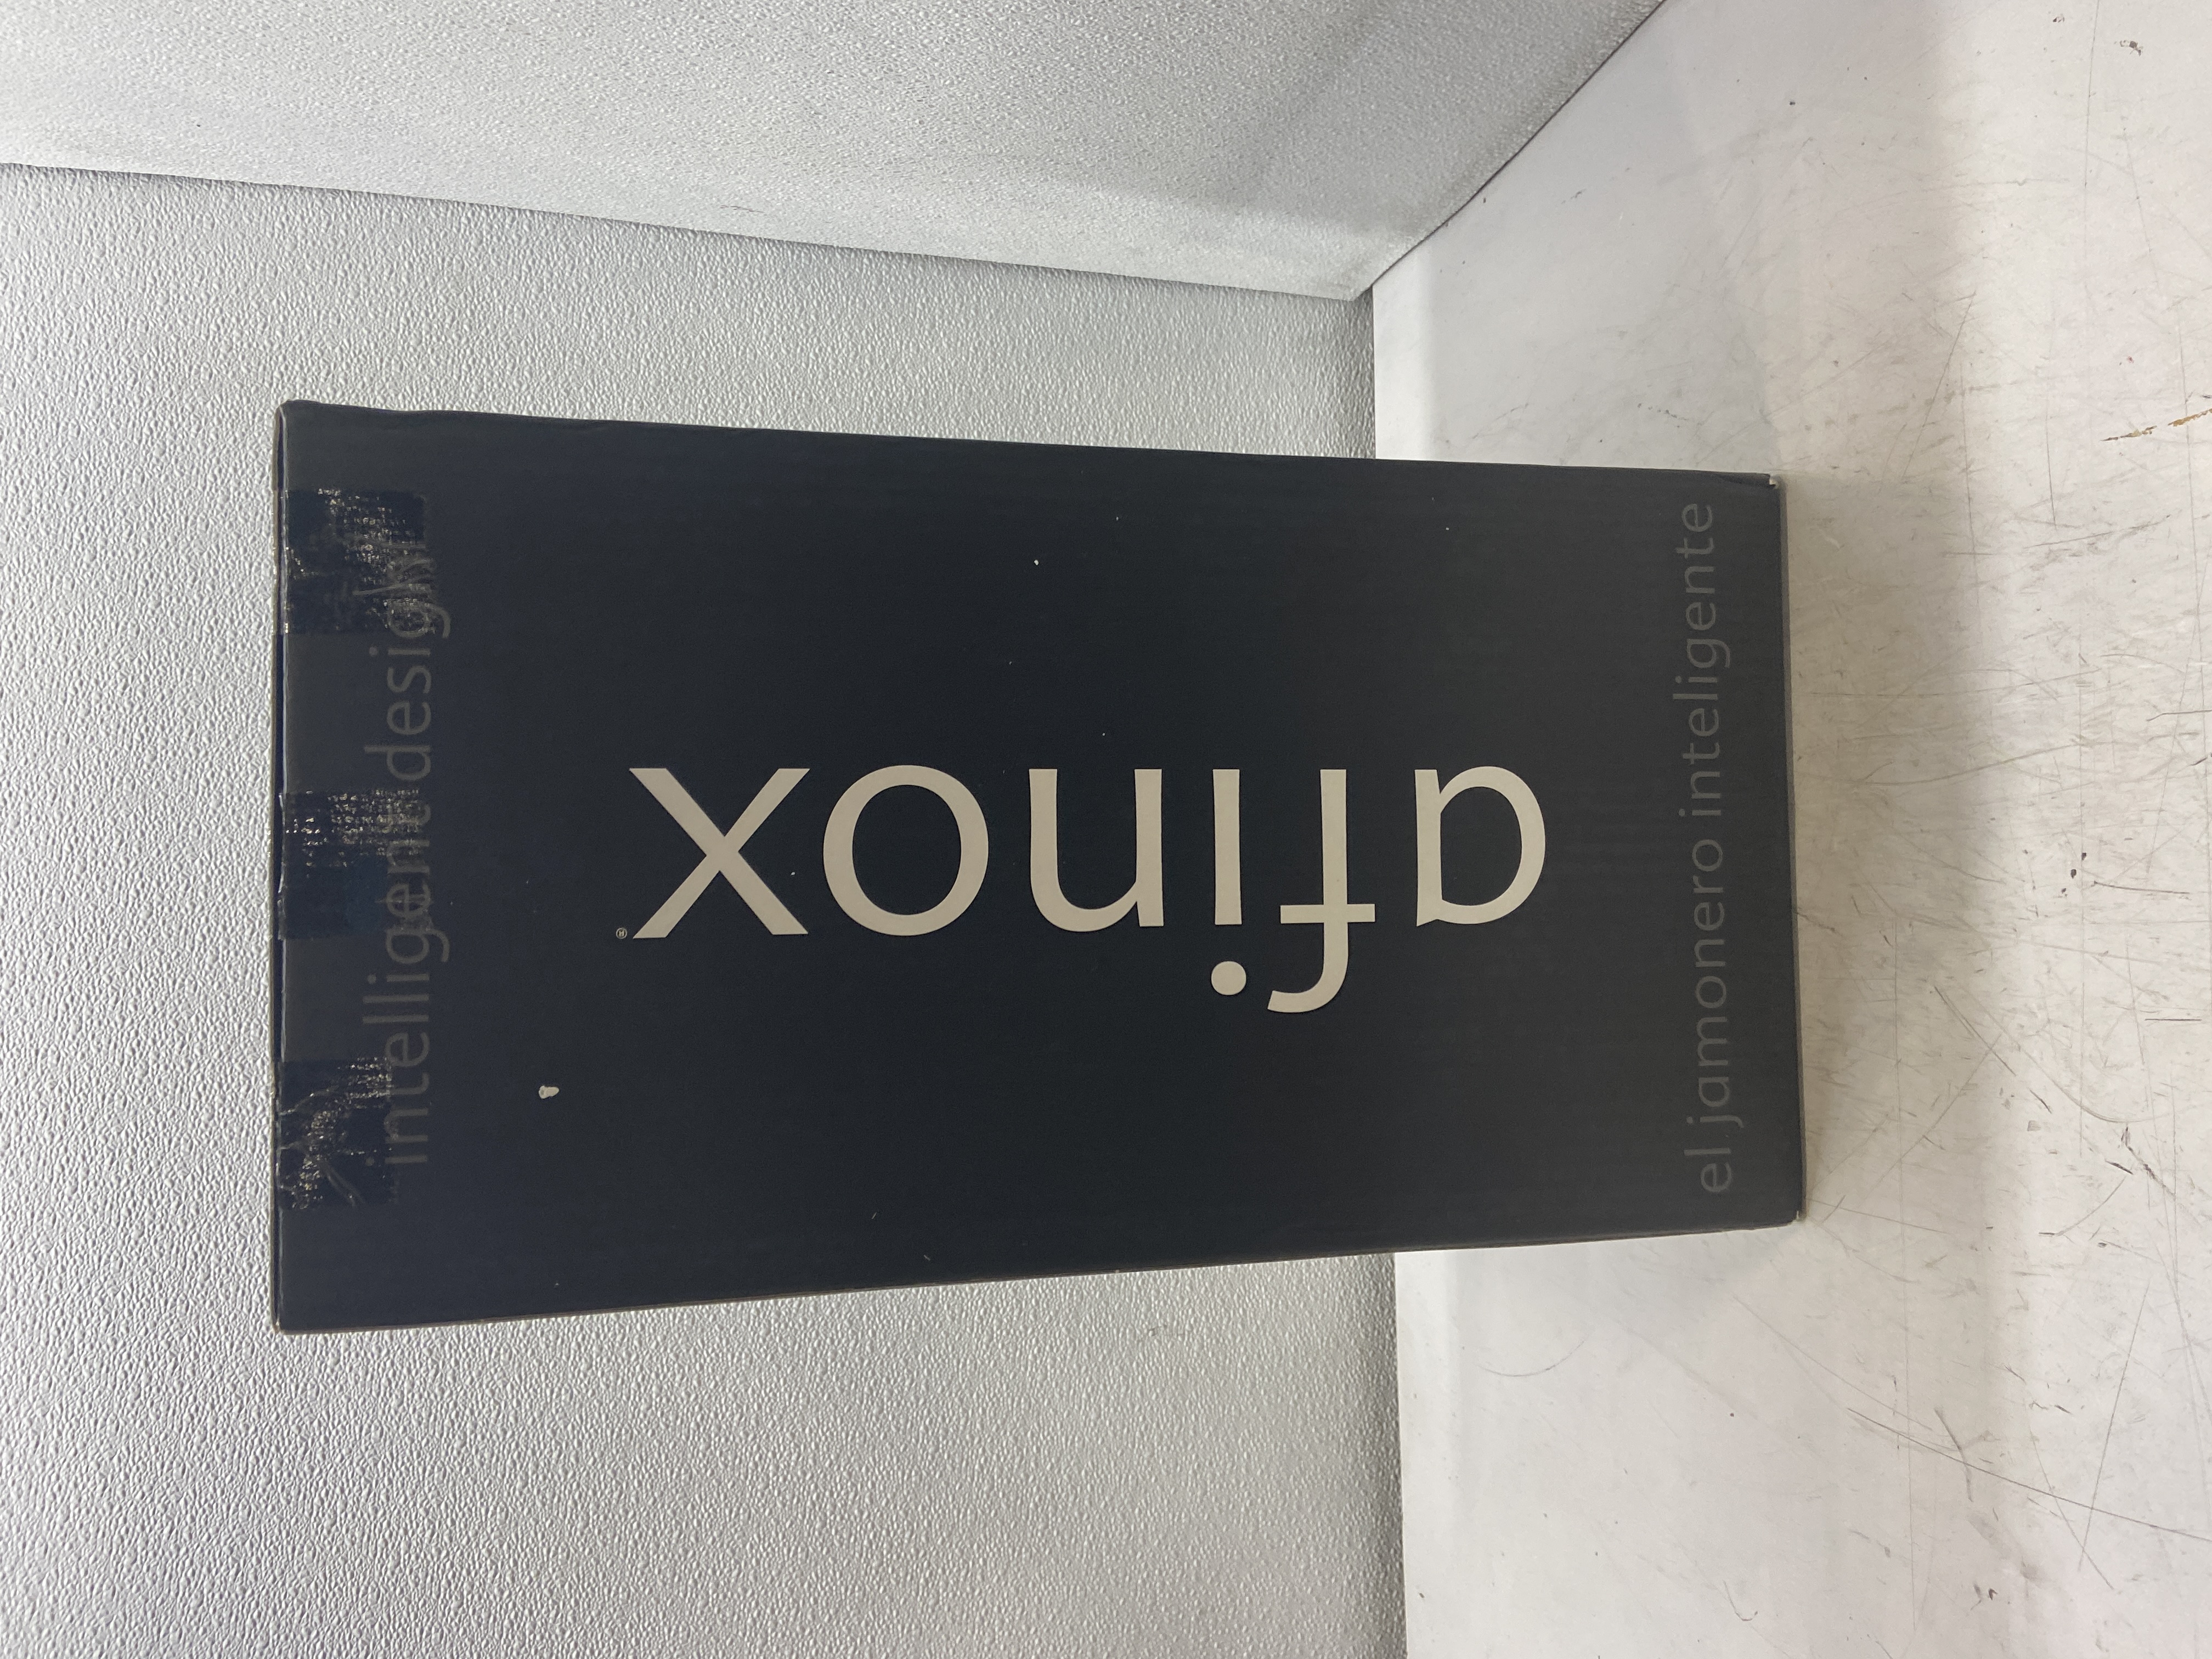 intelligent design
afinox®
el jamonero inteligente